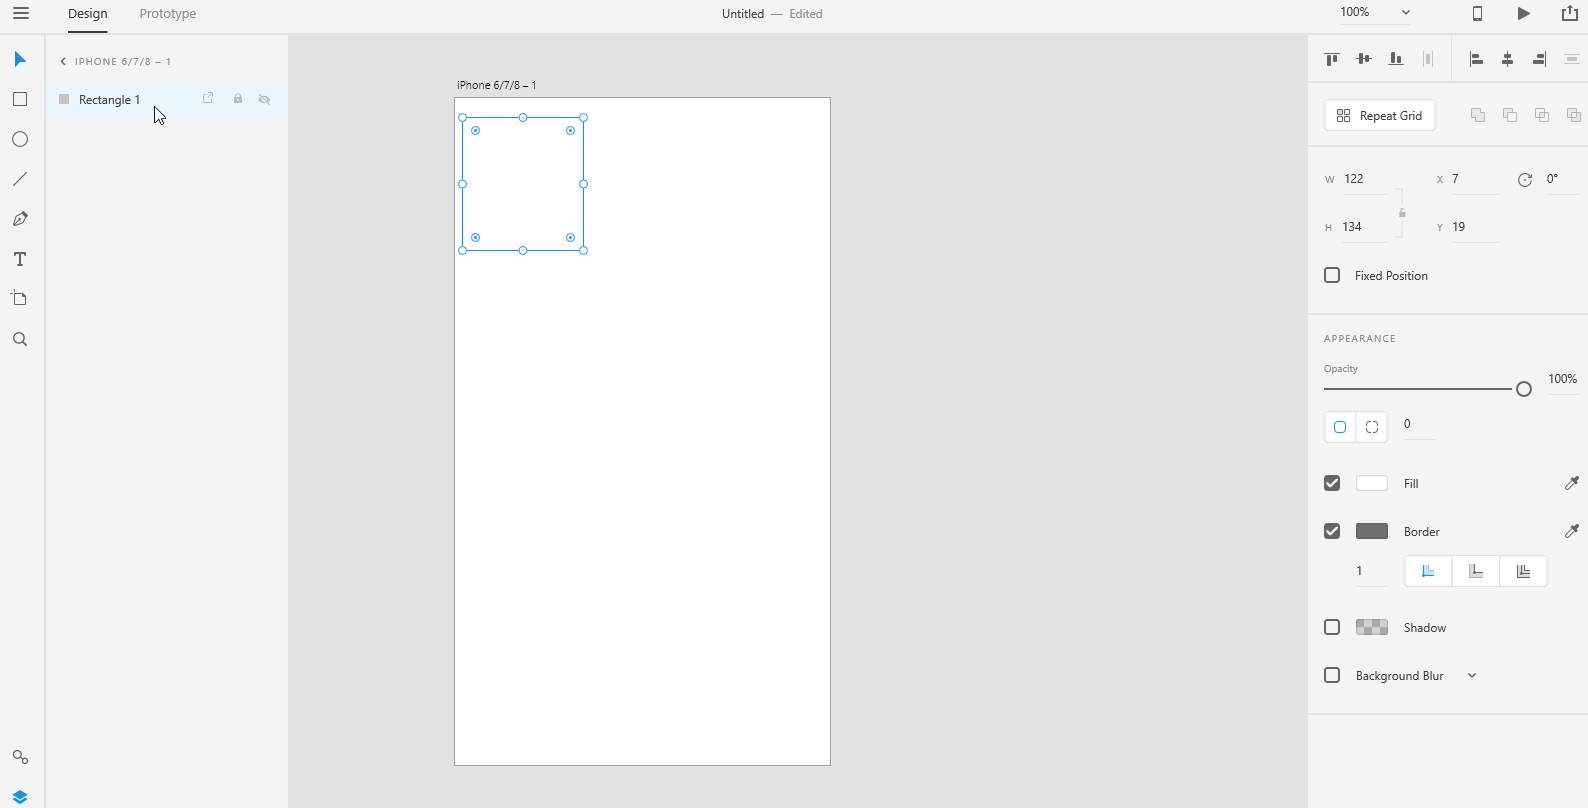 Design Prototype
Untitled — Edited
100%
IPHONE 6/7/8 – 1
Rectangle 1
iPhone 6/7/8 – 1
Repeat Grid
W 122 X 7 0°
H 134 Y 19
Fixed Position
APPEARANCE
Opacity
100%
0
Fill
Border
1
Shadow
Background Blur